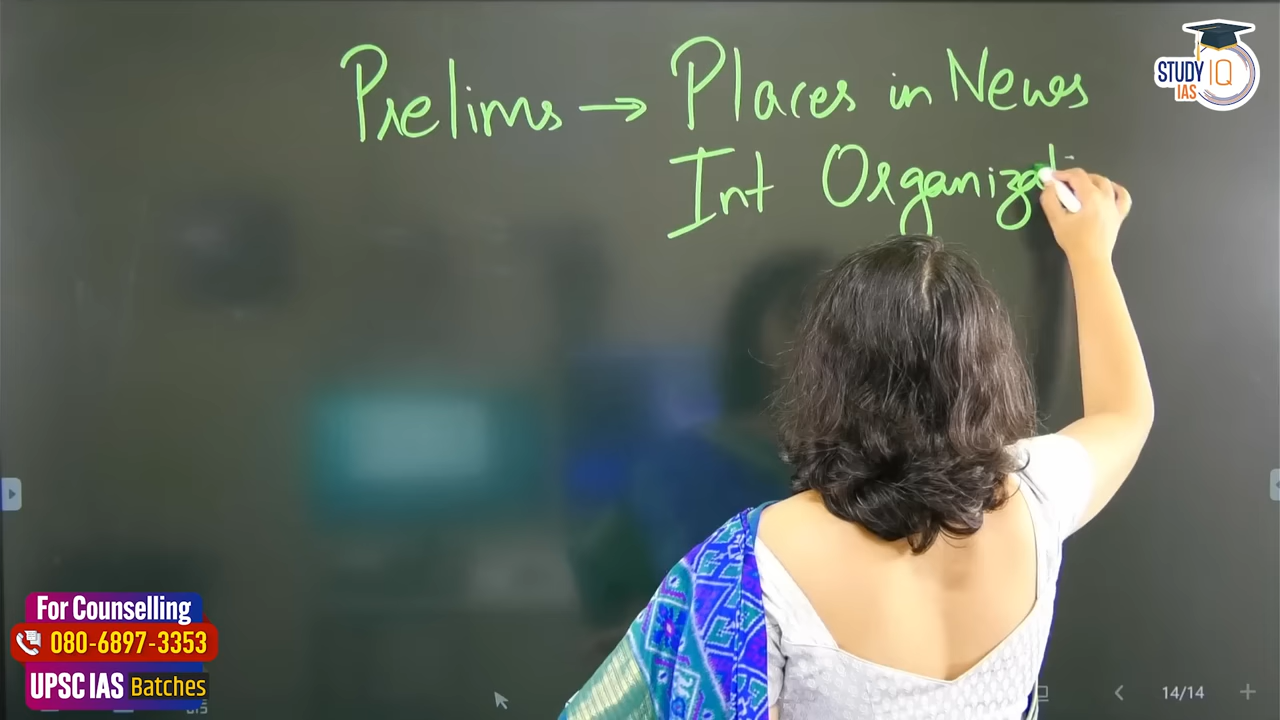 Prelims → Places in News
Int Organizat
STUDY IQ
IAS
For Counselling
080-6897-3353
UPSC IAS Batches
14/14